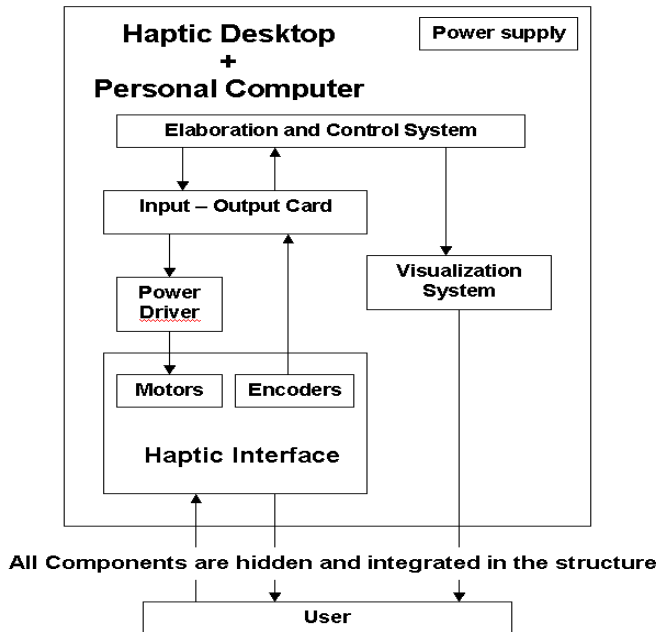 Haptic Desktop
+
Personal Computer
Power supply
Elaboration and Control System
Input – Output Card
Power
Driver
Visualization
System
Motors
Encoders
Haptic Interface
All Components are hidden and integrated in the structure
User